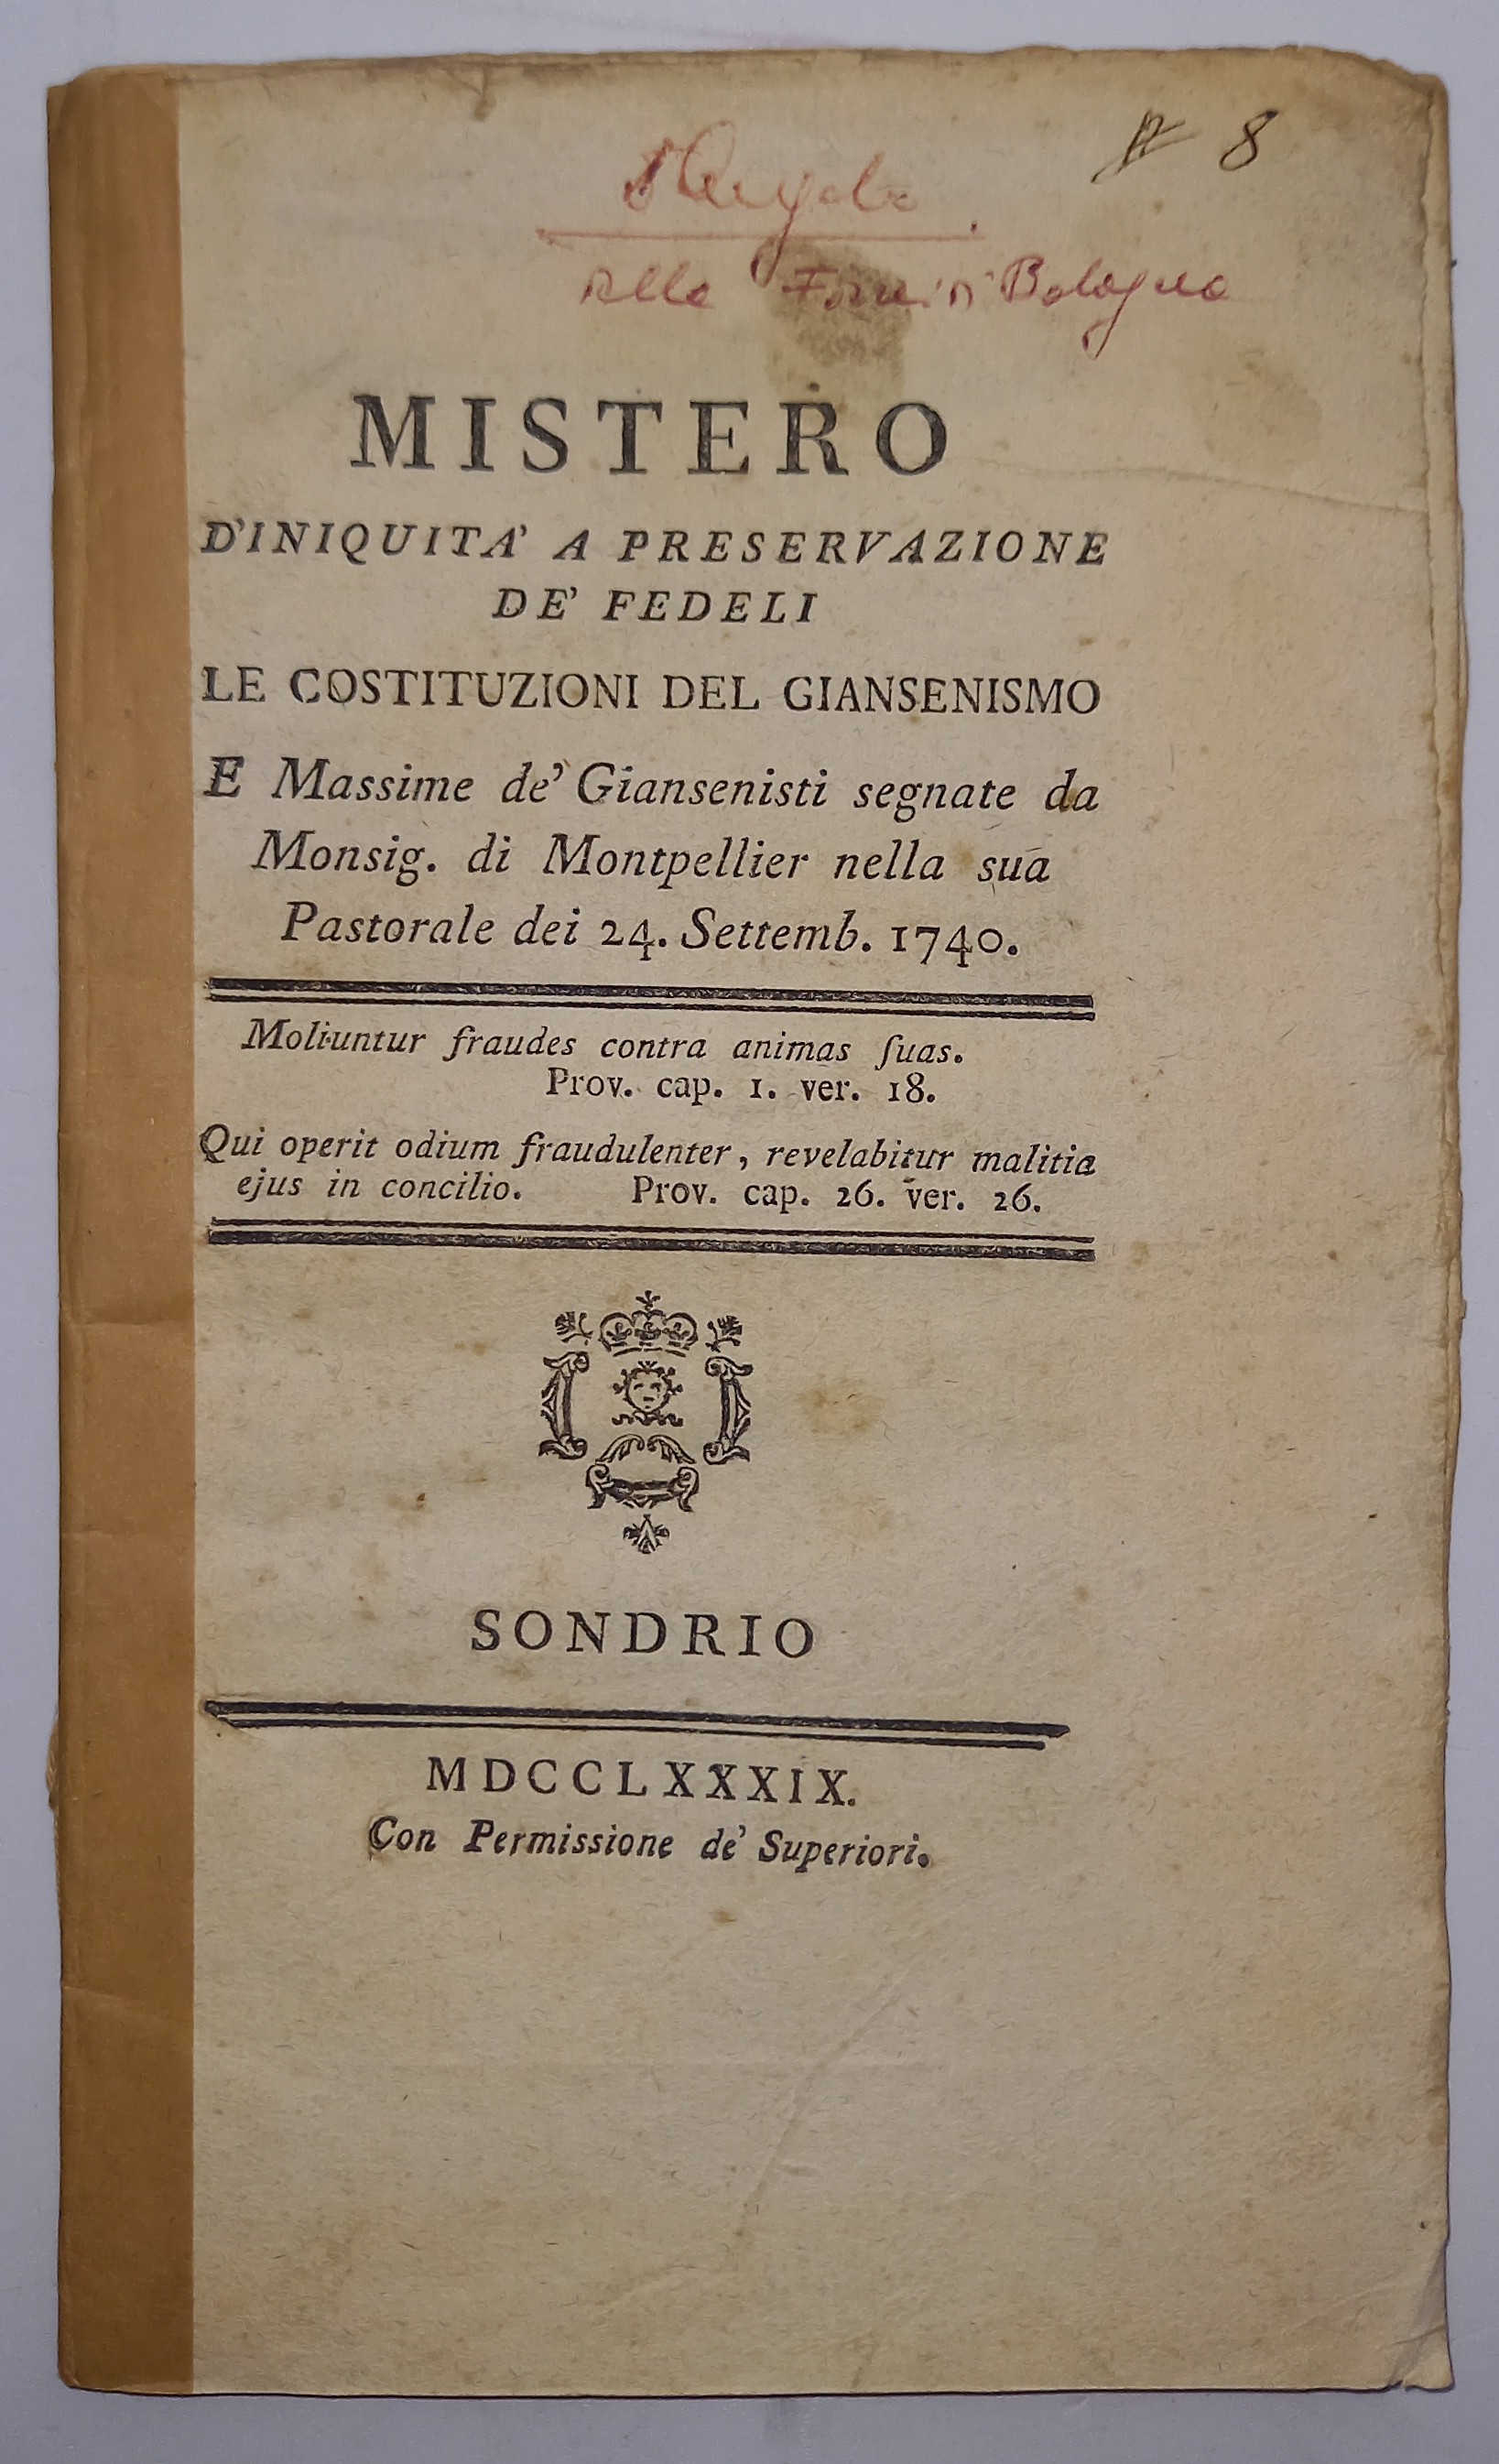 8
Bologna
MISTERO
D'INIQUITA' A PRESERVAZIONE
DE' FEDELI
LE COSTITUZIONI DEL GIANSENISMO
E Massime de' Giansenisti segnate da
Monsig. di Montpellier nella sua
Pastorale dei 24. Settemb. 1740.
Moliuntur fraudes contra animas ſuas.
Prov. cap. 1. ver. 18.
Qui operit odium fraudulenter, revelabitur malitia
ejus in concilio. Prov. cap. 26. ver. 26.
SONDRIO
MDCCLXXXIX.
Con Permissione de' Superiori.